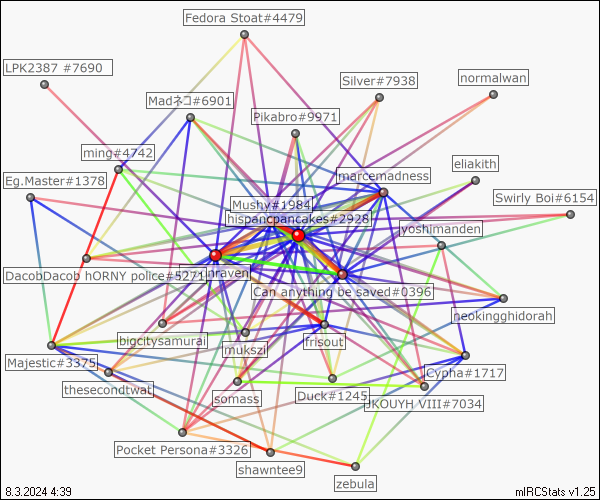 Fedora Stoat#4479
LPK2387 #7690
Silver#7938
normalwan
Madネコ#6901
Pikabro#9971
ming#4742
marcemadness
eliakith
Eg.Master#1378
Swirly Boi#6154
Mushy#1984
hispancpancakes#2928
yoshimanden
DacobDacob hORNY police#5271
nraven
Can anything be saved#0396
neokingghidorah
bigcitysamurai
frisout
mukszil
Majestic#3375
Cypha#1717
thesecondtwat
somass
Duck#1245
JKOUYH VIII#7034
Pocket Persona#3326
shawntee9
zebula
8.3.2024 4:39
mIRCStats v1.25